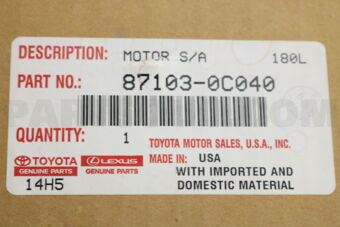 DESCRIPTION: MOTOR S/A 180L
PART NO.: 87103-0C040
QUANTITY: 1
TOYOTA MOTOR SALES, U.S.A., INC.
TOYOTA LEXUS MADE IN: USA
GENUINE PARTS GENUINE PARTS WITH IMPORTED AND
14H5 DOMESTIC MATERIAL